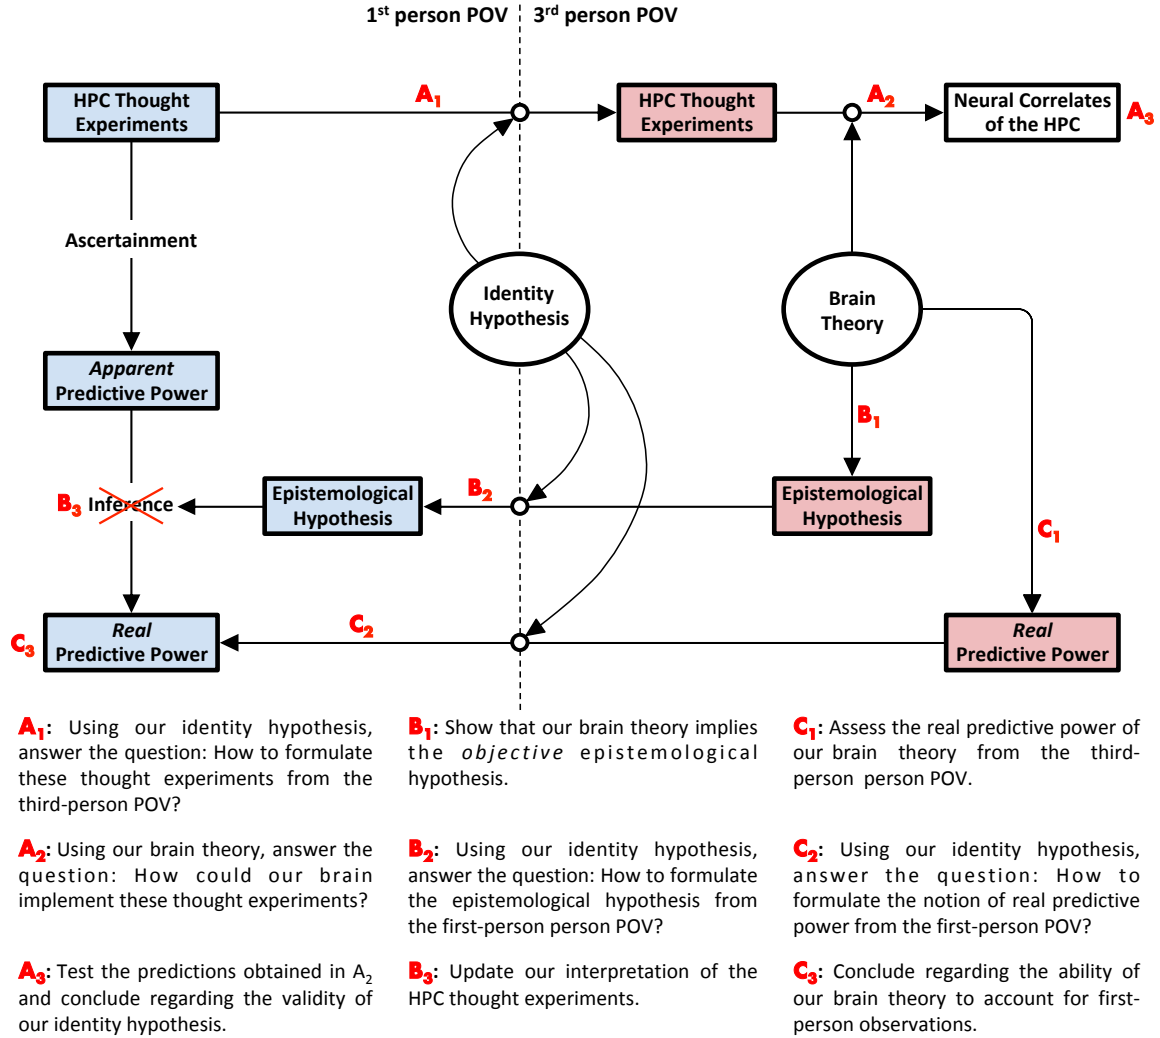 1st person POV
3rd person POV
HPC Thought
Experiments
A1
HPC Thought
Experiments
A2
Neural Correlates
of the HPC
A3
Ascertainment
Identity
Hypothesis
Brain
Theory
Apparent
Predictive Power
B1
B3 Inference
Epistemological
Hypothesis
B2
Epistemological
Hypothesis
C1
C3
Real
Predictive Power
C2
Real
Predictive Power
A1: Using our identity hypothesis,
answer the question: How to formulate
these thought experiments from the
third-person POV?
B1: Show that our brain theory implies
the objective epistemological
hypothesis.
C1: Assess the real predictive power of
our brain theory from the third-
person person POV.
A2: Using our brain theory, answer the
question: How could our brain
implement these thought experiments?
B2: Using our identity hypothesis,
answer the question: How to formulate
the epistemological hypothesis from
the first-person person POV?
C2: Using our identity hypothesis,
answer the question: How to
formulate the notion of real predictive
power from the first-person POV?
A3: Test the predictions obtained in A2
and conclude regarding the validity of
our identity hypothesis.
B3: Update our interpretation of the
HPC thought experiments.
C3: Conclude regarding the ability of
our brain theory to account for first-
person observations.